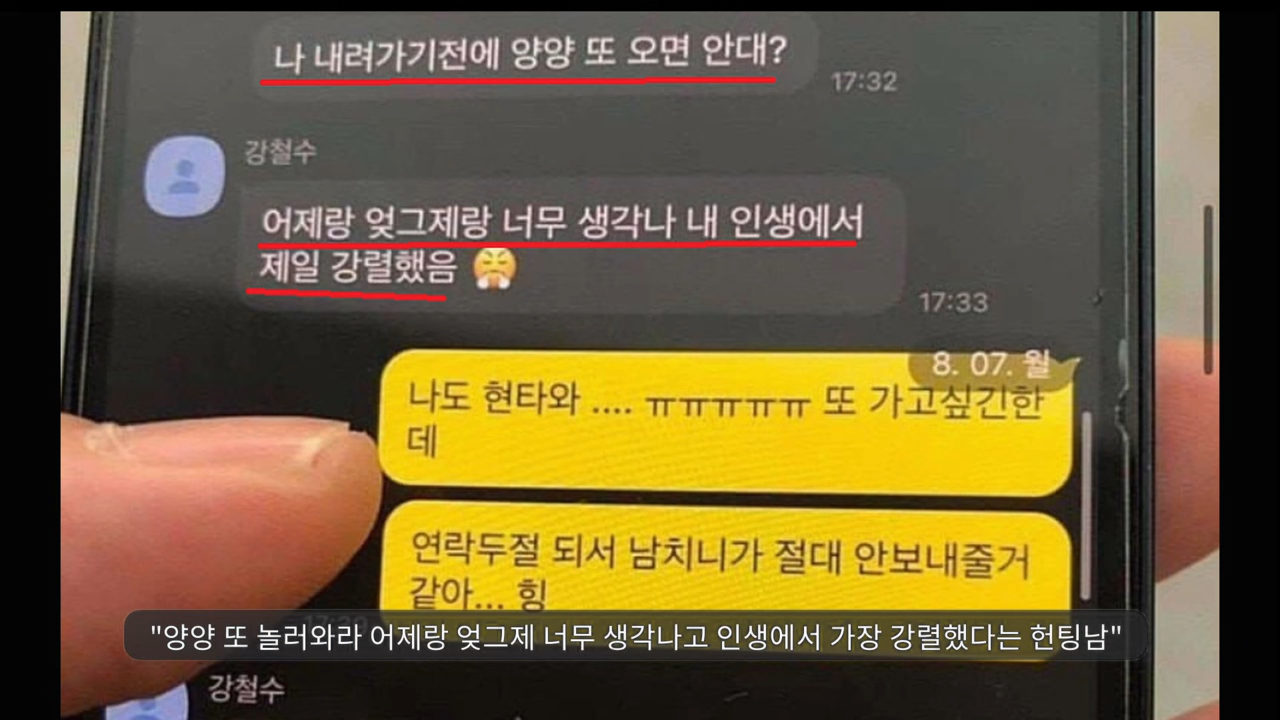 나 내려가기전에 양양 또 오면 안대?
17:32
강철수
어제랑 엊그제랑 너무 생각나 내 인생에서
제일 강렬했음 😤
17:33
8. 07. 월
나도 현타와 .... ㅠㅠㅠㅠㅠ 또 가고싶긴한
데
연락두절 되서 남치니가 절대 안보내줄거
같아... 힝
"양양 또 놀러와라 어제랑 엊그제 너무 생각나고 인생에서 가장 강렬했다는 헌팅남"
강철수